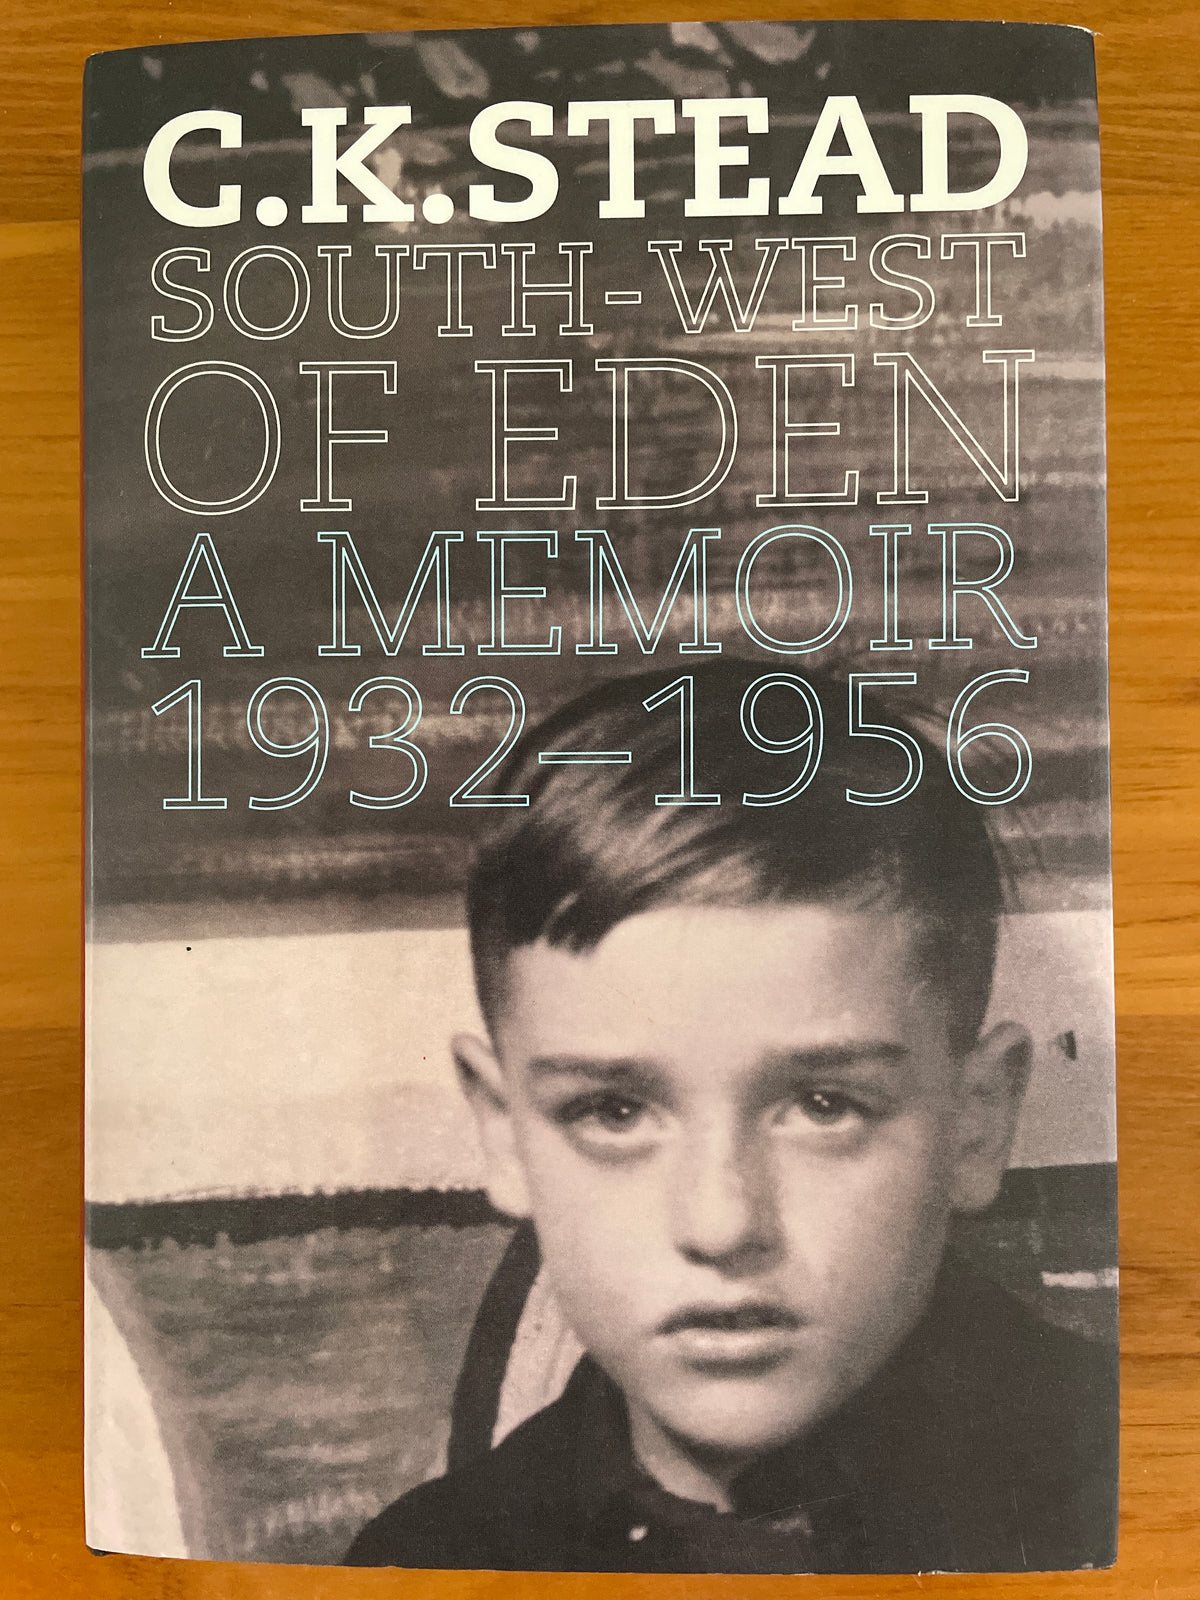 C.K.STEAD
SOUTH-WEST
OF EDEN
A MEMOIR
1932–1956